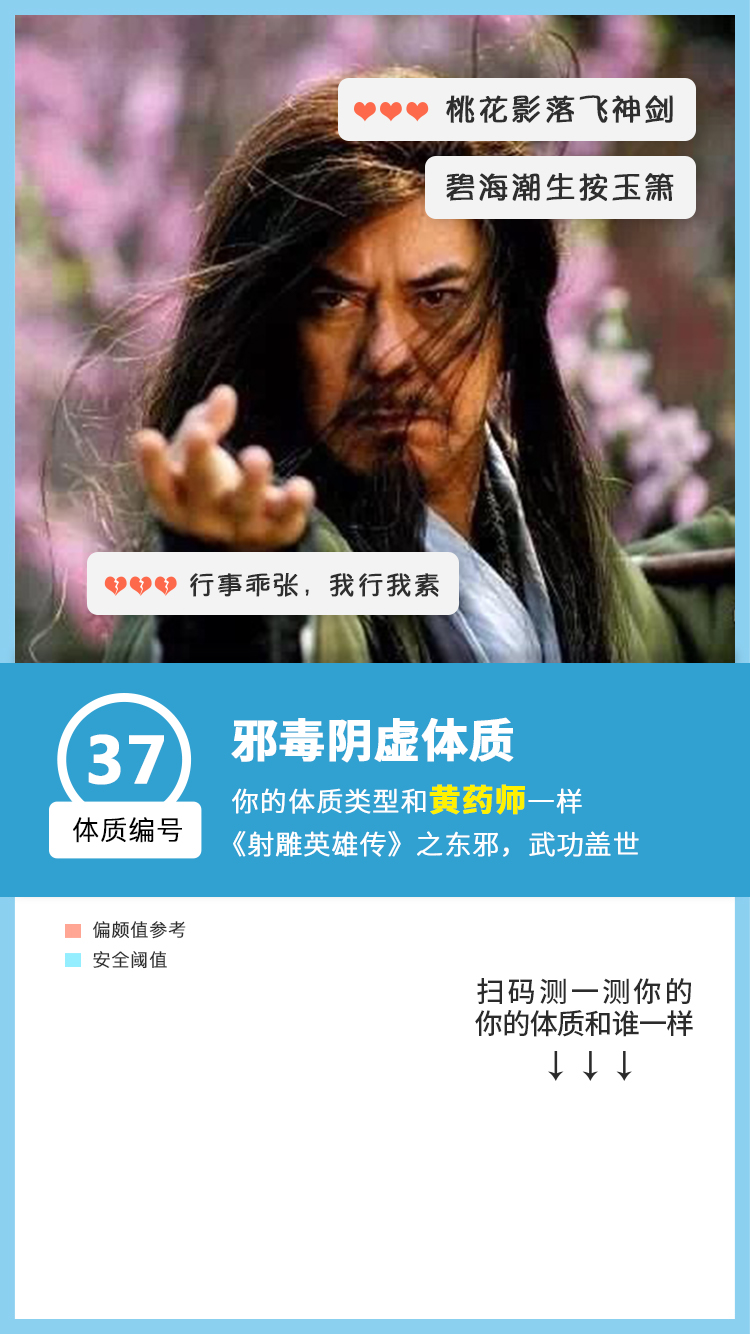 桃花影落飞神剑
碧海潮生按玉箫
行事乖张，我行我素
37
体质编号
邪毒阴虚体质
你的体质类型和黄药师一样
《射雕英雄传》之东邪，武功盖世
偏颇值参考
安全阈值
扫码测一测你的
你的体质和谁一样
↓ ↓ ↓